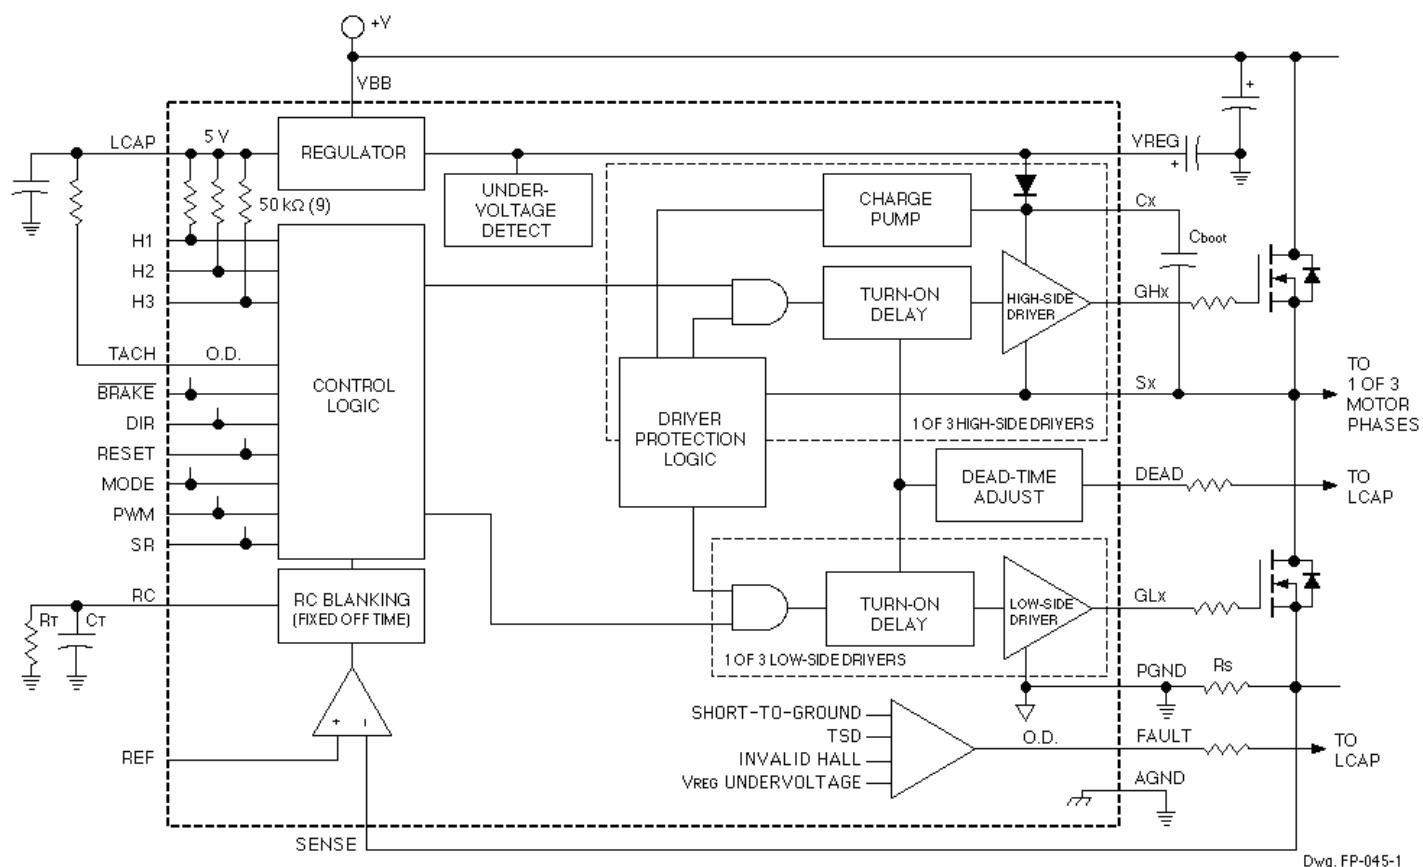 +V
VBB
LCAP
5 V
REGULATOR
VREG
+
+
UNDER-
VOLTAGE
DETECT
50 kΩ (9)
CHARGE
PUMP
Cx
Cboot
H1
H2
H3
TURN-ON
DELAY
HIGH-SIDE
DRIVER
GHx
TACH
O.D.
CONTROL
LOGIC
BRAKE
DIR
RESET
MODE
PWM
SR
DRIVER
PROTECTION
LOGIC
Sx
1 OF 3 HIGH-SIDE DRIVERS
TO
1 OF 3
MOTOR
PHASES
DEAD-TIME
ADJUST
DEAD
TO
LCAP
RC
RT
CT
RC BLANKING
(FIXED OFF TIME)
TURN-ON
DELAY
LOW-SIDE
DRIVER
GLx
1 OF 3 LOW-SIDE DRIVERS
PGND
RS
+
–
REF
SHORT-TO-GROUND
TSD
INVALID HALL
VREG UNDERVOLTAGE
O.D.
FAULT
TO
LCAP
AGND
SENSE
Dwg. FP-045-1